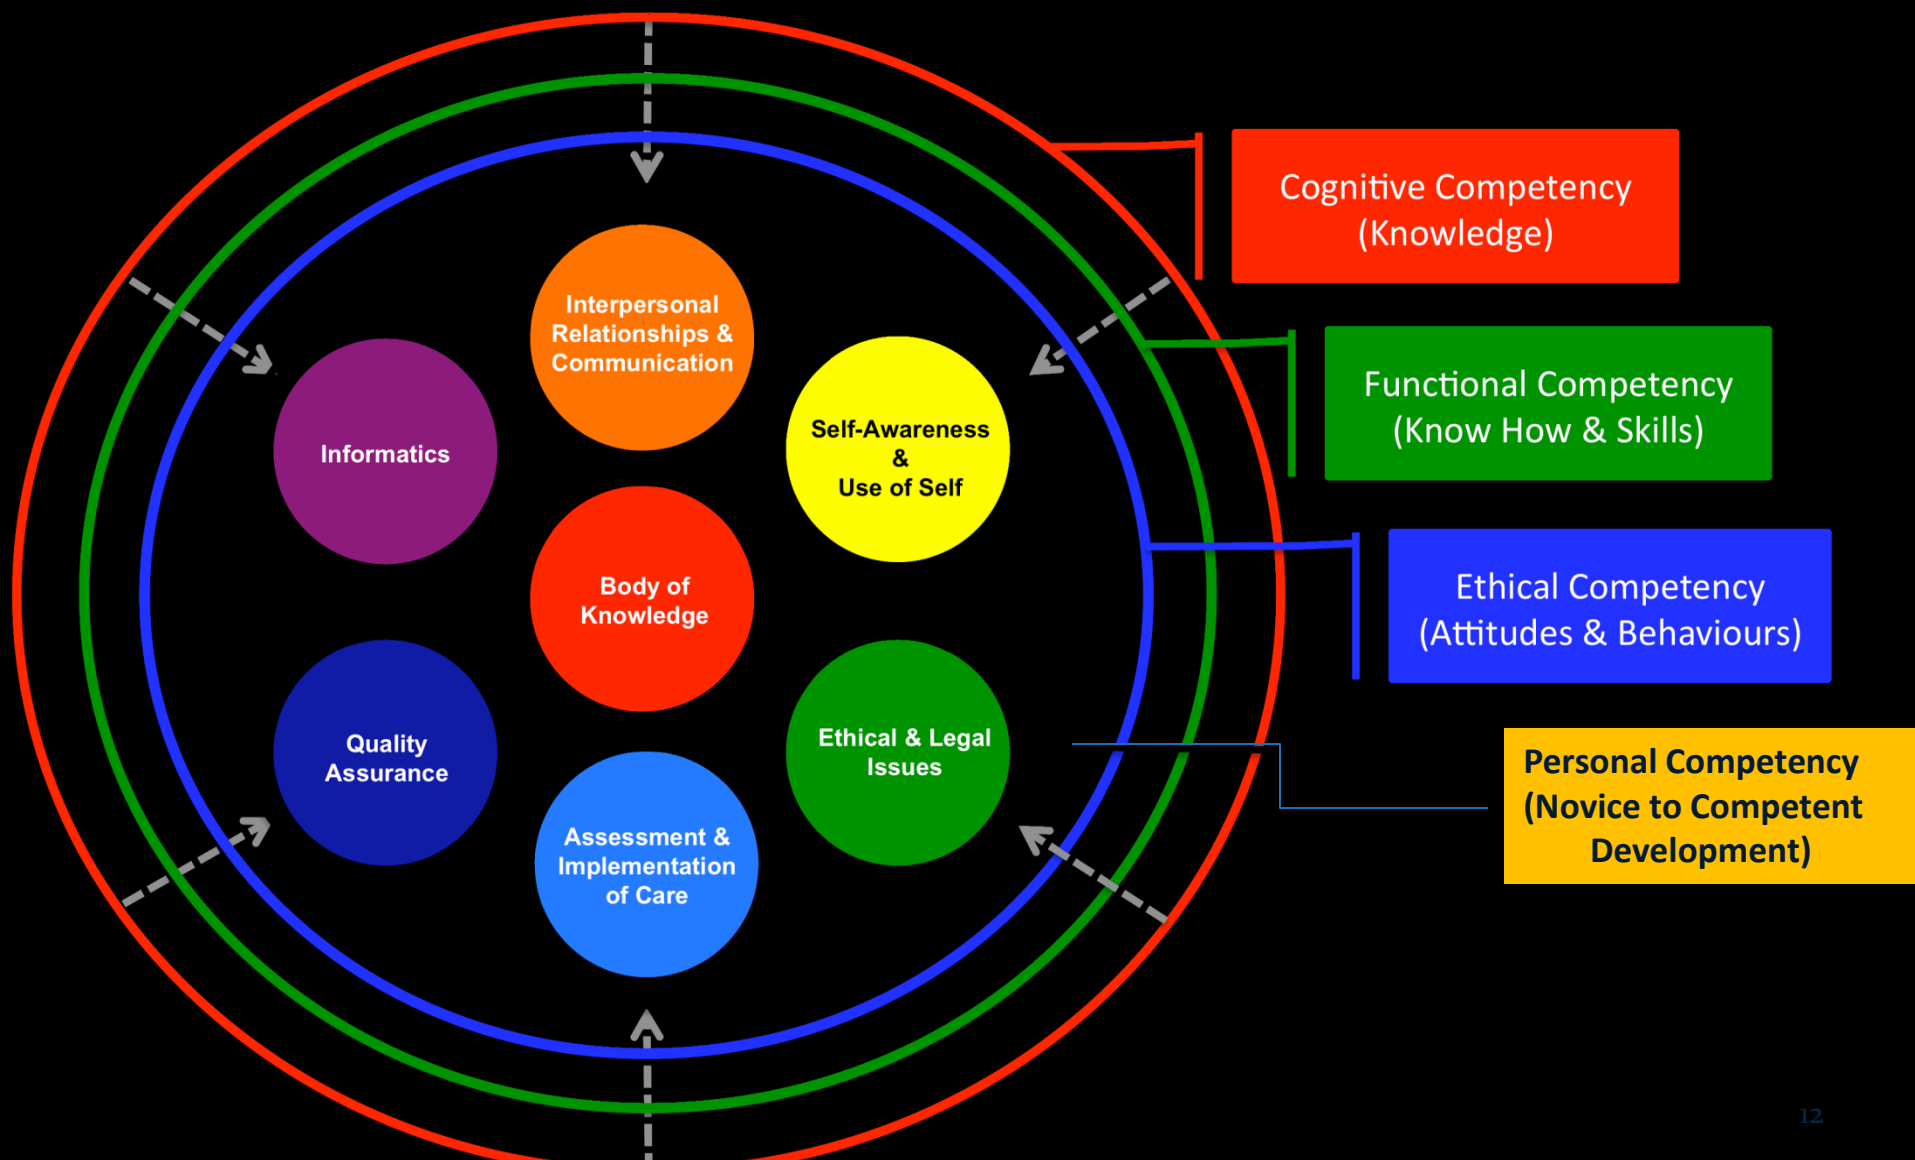 Cognitive Competency
(Knowledge)
Interpersonal
Relationships &
Communication
Functional Competency
(Know How & Skills)
Informatics
Self-Awareness
&
Use of Self
Body of
Knowledge
Ethical Competency
(Attitudes & Behaviours)
Quality
Assurance
Ethical & Legal
Issues
Personal Competency
(Novice to Competent
Development)
Assessment &
Implementation
of Care
12